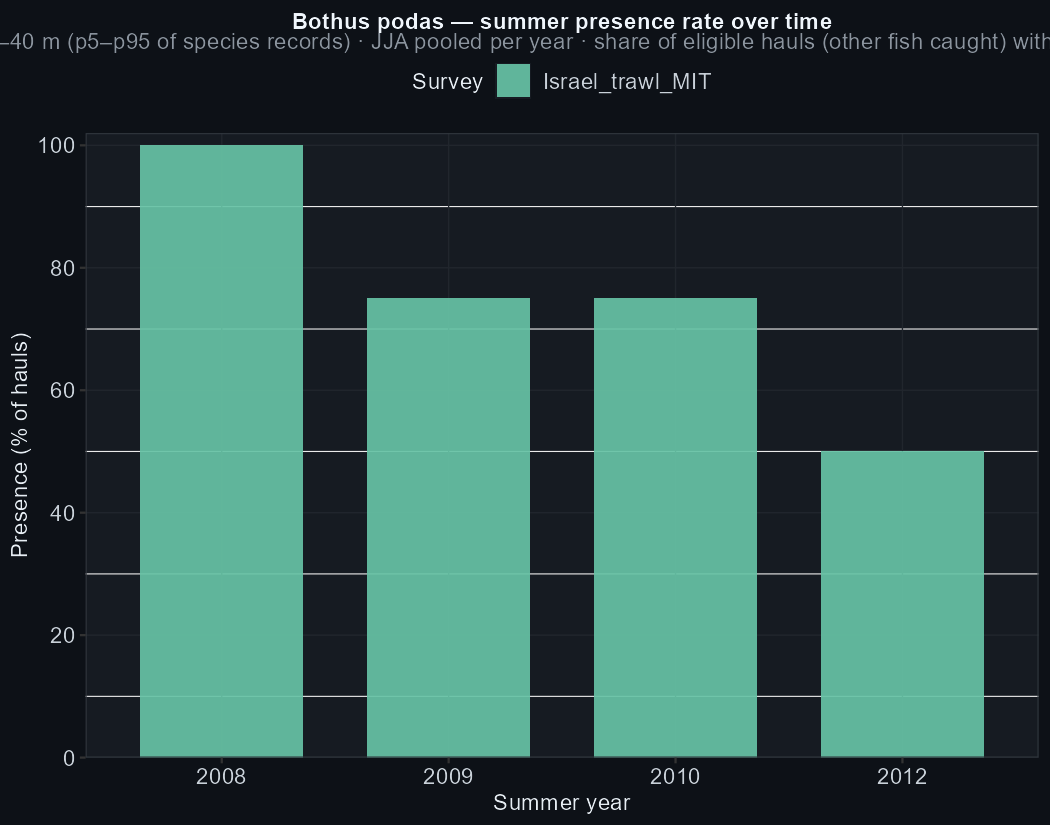 Bothus podas — summer presence rate over time
–40 m (p5–p95 of species records) · JJA pooled per year · share of eligible hauls (other fish caught) with
Survey Israel_trawl_MIT
Presence (% of hauls)
100
80
60
40
20
0
2008 2009 2010 2012
Summer year